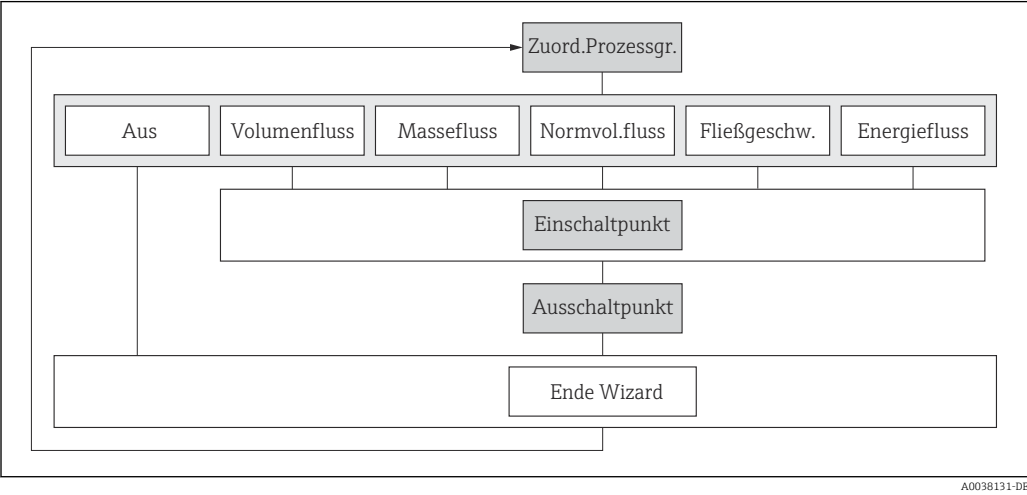 Zuord.Prozessgr.
Aus Volumenfluss Massefluss Normvol.fluss Fließgeschw. Energiefluss
Einschaltpunkt
Ausschaltpunkt
Ende Wizard
A0038131-DE